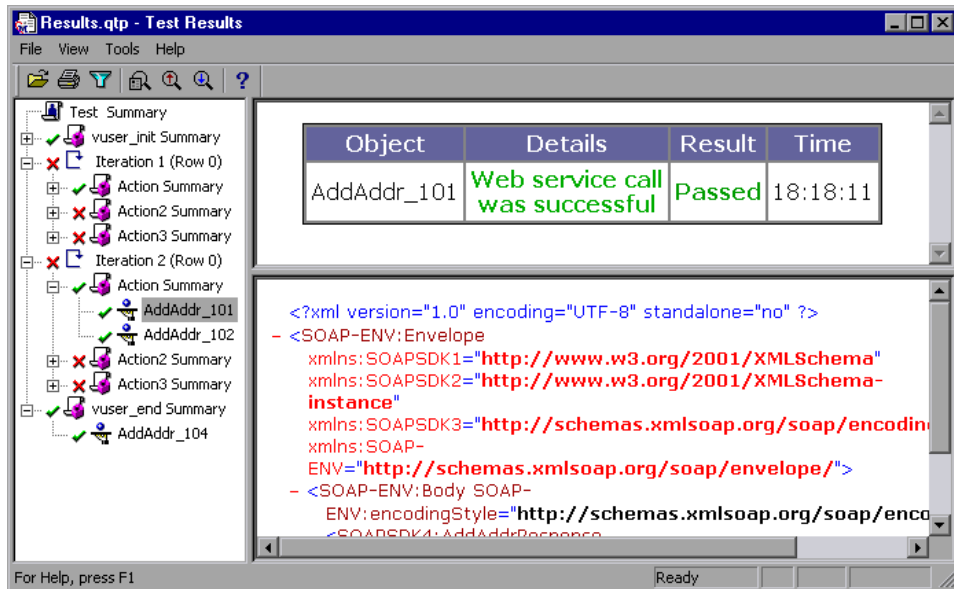 Results.qtp - Test Results
File View Tools Help
Test Summary
vuser_init Summary
Iteration 1 (Row 0)
Action Summary
Action2 Summary
Action3 Summary
Iteration 2 (Row 0)
Action Summary
AddAddr_101
AddAddr_102
Action2 Summary
Action3 Summary
vuser_end Summary
AddAddr_104
Object Details Result Time
AddAddr_101 Web service call was successful Passed 18:18:11
<?xml version="1.0" encoding="UTF-8" standalone="no" ?>
- <SOAP-ENV:Envelope
xmlns:SOAPSDK1="http://www.w3.org/2001/XMLSchema"
xmlns:SOAPSDK2="http://www.w3.org/2001/XMLSchema-
instance"
xmlns:SOAPSDK3="http://schemas.xmlsoap.org/soap/encodin
xmlns:SOAP-
ENV="http://schemas.xmlsoap.org/soap/envelope/">
- <SOAP-ENV:Body SOAP-
ENV:encodingStyle="http://schemas.xmlsoap.org/soap/enco
<SOAPSDK4:AddAddrResponse
For Help, press F1
Ready